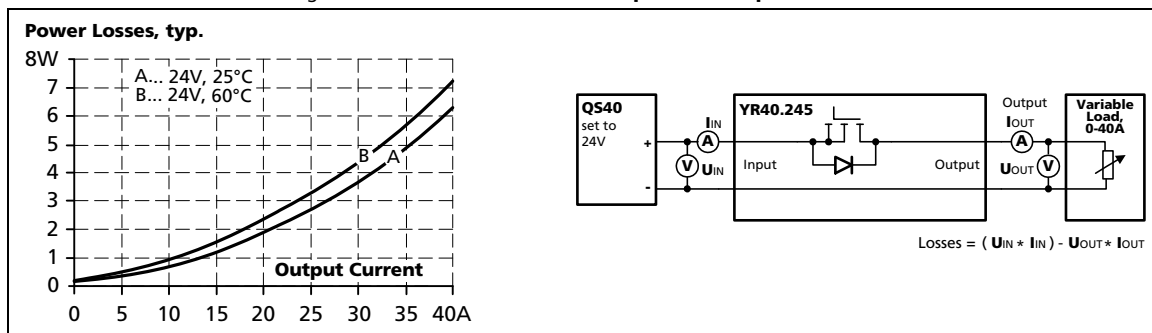 Power Losses, typ.
8W
7
6
5
4
3
2
1
0
A... 24V, 25°C
B... 24V, 60°C
B
A
Output Current
0 5 10 15 20 25 30 35 40A
QS40
set to
24V
+
-
IIN
A
V
UIN
YR40.245
Input
Output
Output
IOUT
A
UOUT
V
Variable
Load,
0-40A
Losses = ( UIN * IIN ) - UOUT * IOUT